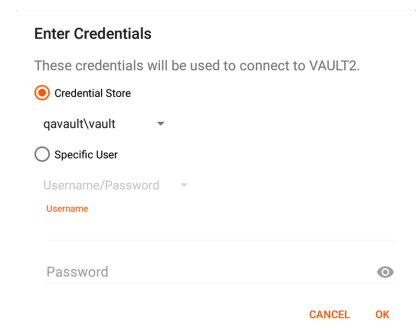 Enter Credentials
These credentials will be used to connect to VAULT2.
Credential Store
qavault\vault
Specific User
Username/Password
Username
Password
CANCEL OK